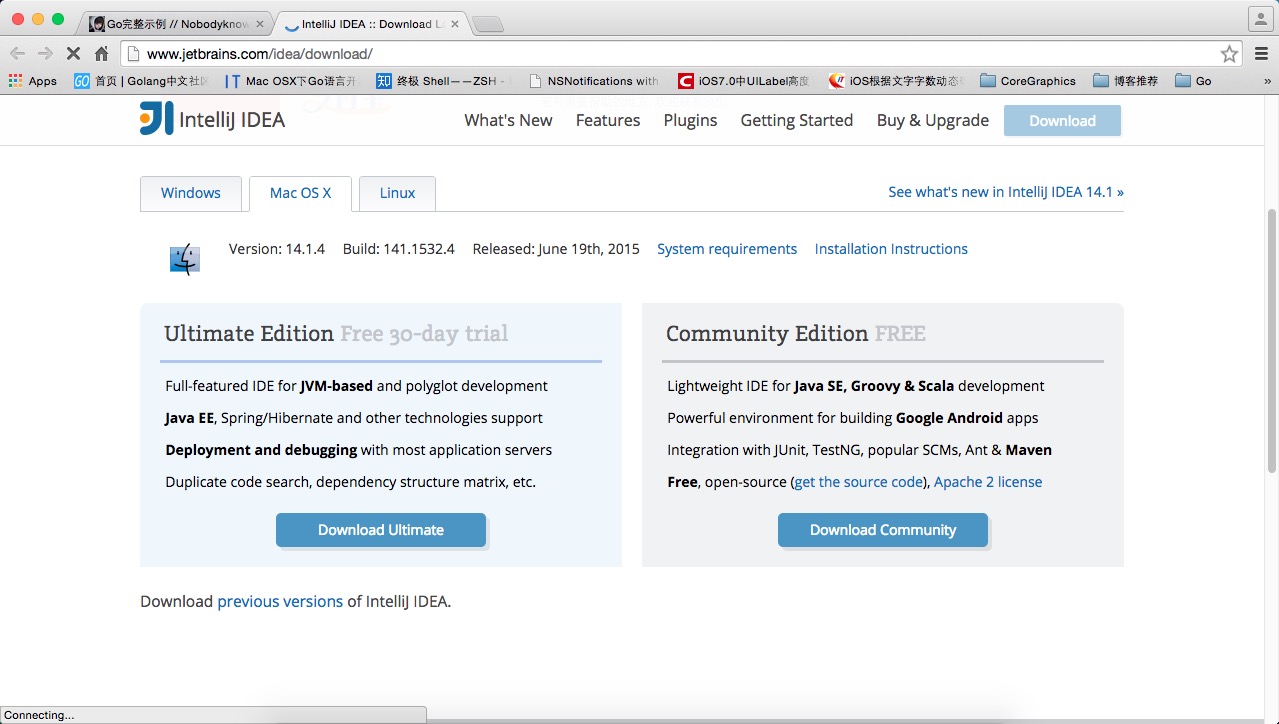 Go完整示例 // Nobodyknow
IntelliJ IDEA :: Download La
www.jetbrains.com/idea/download/
Apps
GO 首页 | Golang中文社区
IT Mac OSX下Go语言开
知 终极 Shell——ZSH -
NSNotifications with
C iOS7.0中UILabel高度
iT iOS根据文字字数动态
CoreGraphics
博客推荐
Go
»
IntelliJ IDEA
What's New Features Plugins Getting Started Buy & Upgrade Download
Windows Mac OS X Linux See what's new in IntelliJ IDEA 14.1 »
Version: 14.1.4 Build: 141.1532.4 Released: June 19th, 2015 System requirements Installation Instructions
Ultimate Edition Free 30-day trial
Full-featured IDE for JVM-based and polyglot development
Java EE, Spring/Hibernate and other technologies support
Deployment and debugging with most application servers
Duplicate code search, dependency structure matrix, etc.
Download Ultimate
Community Edition FREE
Lightweight IDE for Java SE, Groovy & Scala development
Powerful environment for building Google Android apps
Integration with JUnit, TestNG, popular SCMs, Ant & Maven
Free, open-source (get the source code), Apache 2 license
Download Community
Download previous versions of IntelliJ IDEA.
Connecting...